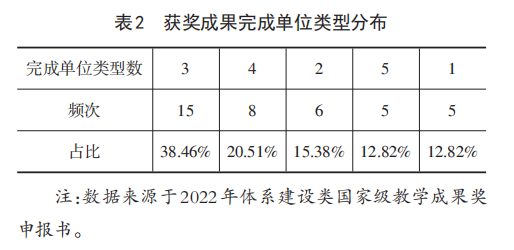 表2 获奖成果完成单位类型分布
完成单位类型数 3 4 2 5 1
频次 15 8 6 5 5
占比 38.46% 20.51% 15.38% 12.82% 12.82%
注:数据来源于2022年体系建设类国家级教学成果奖
申报书。